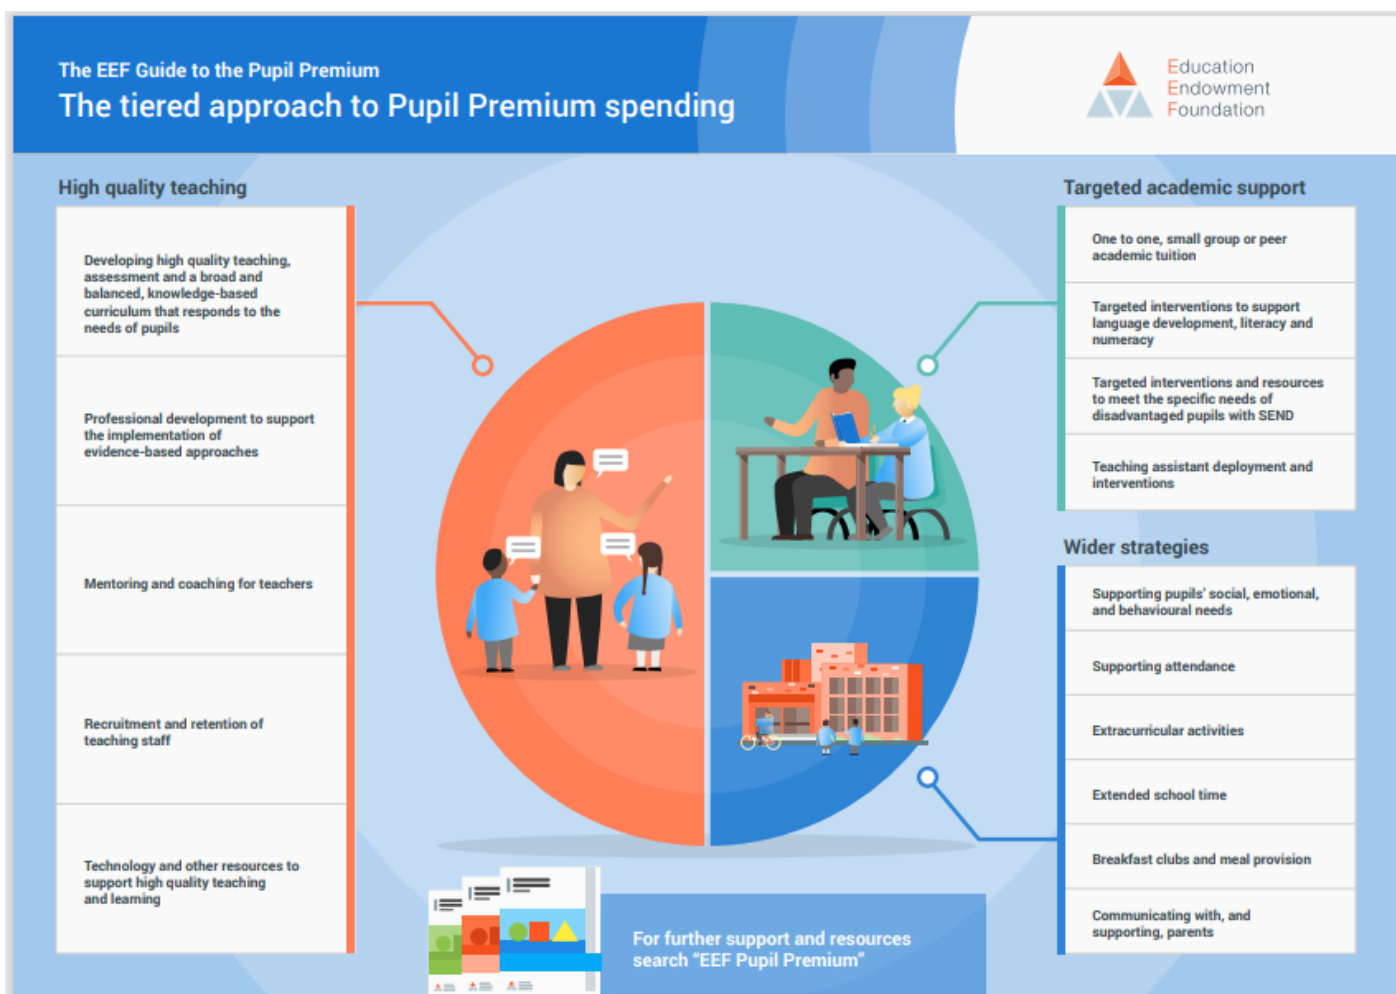 The EEF Guide to the Pupil Premium
The tiered approach to Pupil Premium spending
Education
Endowment
Foundation
High quality teaching
Developing high quality teaching,
assessment and a broad and
balanced, knowledge-based
curriculum that responds to the
needs of pupils
Professional development to support
the implementation of
evidence-based approaches
Mentoring and coaching for teachers
Recruitment and retention of
teaching staff
Technology and other resources to
support high quality teaching
and learning
Targeted academic support
One to one, small group or peer
academic tuition
Targeted interventions to support
language development, literacy and
numeracy
Targeted interventions and resources
to meet the specific needs of
disadvantaged pupils with SEND
Teaching assistant deployment and
interventions
Wider strategies
Supporting pupils' social, emotional,
and behavioural needs
Supporting attendance
Extracurricular activities
Extended school time
Breakfast clubs and meal provision
Communicating with, and
supporting, parents
For further support and resources
search “EEF Pupil Premium”